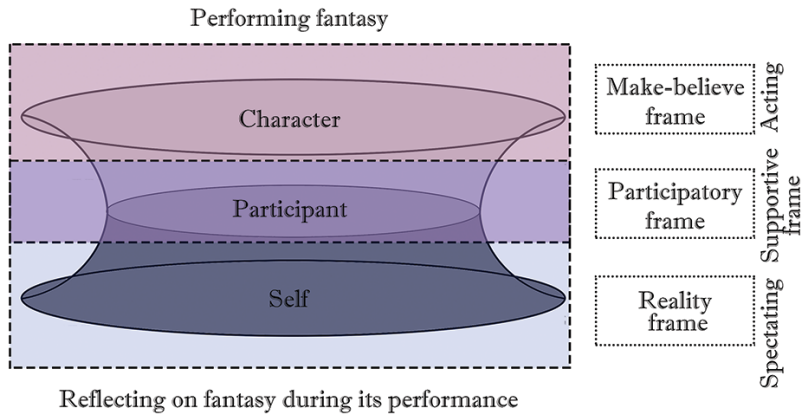 Performing fantasy
Character
Make-believe
frame
Acting
Participant
Participatory
frame
Supportive
frame
Self
Reality
frame
Spectating
Reflecting on fantasy during its performance